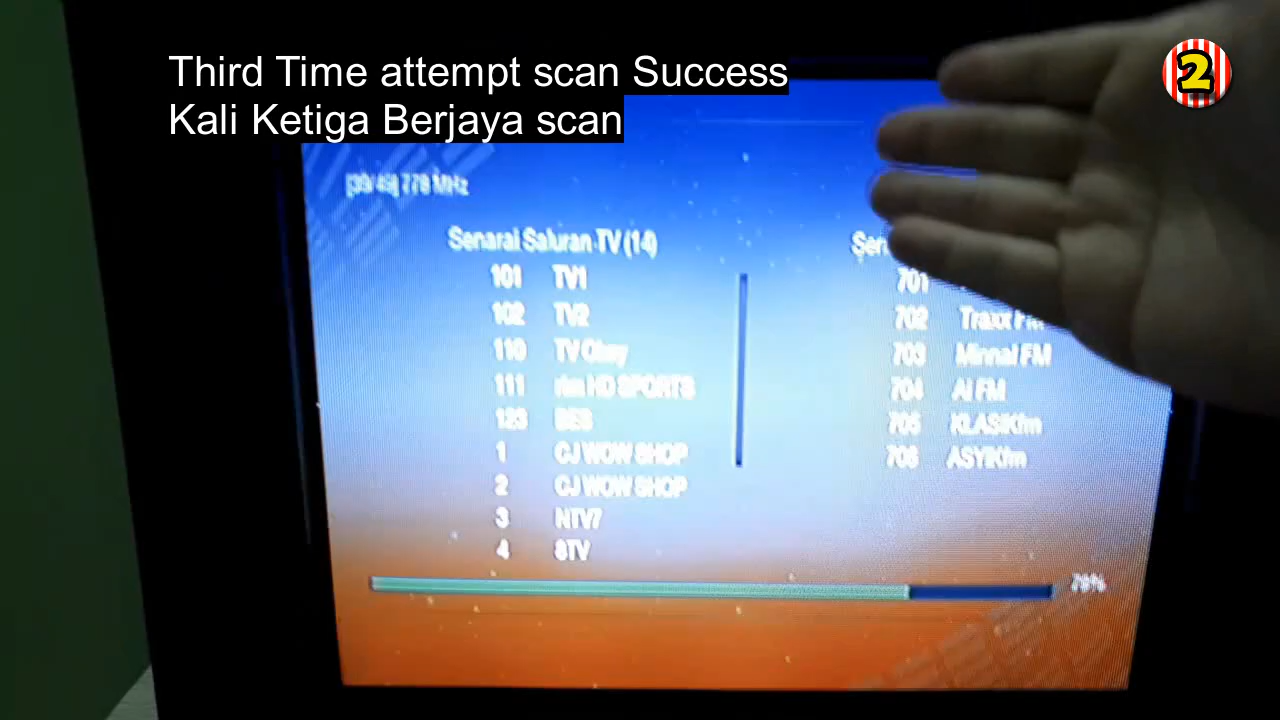 Third Time attempt scan Success
Kali Ketiga Berjaya scan
2
778 MHz
Senarai Saluran TV (14)
101 TV1
102 TV2
110 TV Okey
111 rtm HD SPORTS
123 BES
1 CJ WOW SHOP
2 CJ WOW SHOP
3 NTV7
4 8TV
701
702 Traxx FM
703 Minnal FM
704 Ai FM
705 KLASIKfm
706 ASYIKfm